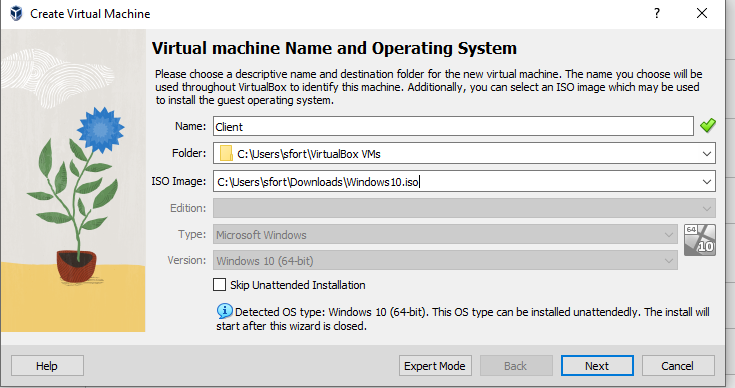 Create Virtual Machine
?
Virtual machine Name and Operating System
Please choose a descriptive name and destination folder for the new virtual machine. The name you choose will be
used throughout VirtualBox to identify this machine. Additionally, you can select an ISO image which may be used
to install the guest operating system.
Name: Client
Folder: C:\Users\sfort\VirtualBox VMs
ISO Image: C:\Users\sfort\Downloads\Windows10.iso
Edition:
Type: Microsoft Windows
64
10
Version: Windows 10 (64-bit)
Skip Unattended Installation
Detected OS type: Windows 10 (64-bit). This OS type can be installed unattendedly. The install will
start after this wizard is closed.
Help Expert Mode Back Next Cancel